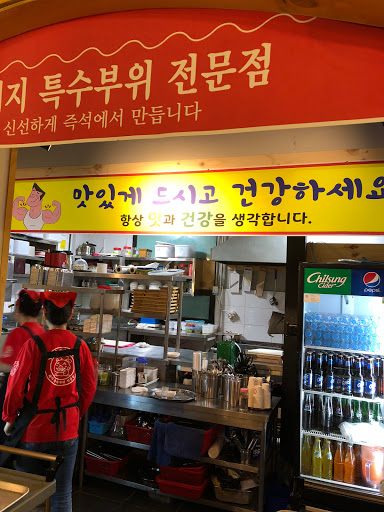 특수부위 전문점
신선하게 즉석에서 만듭니다
맛있게 드시고 건강하세요
항상 맛과 건강을 생각합니다.
Chilsung
Cider
pepsi